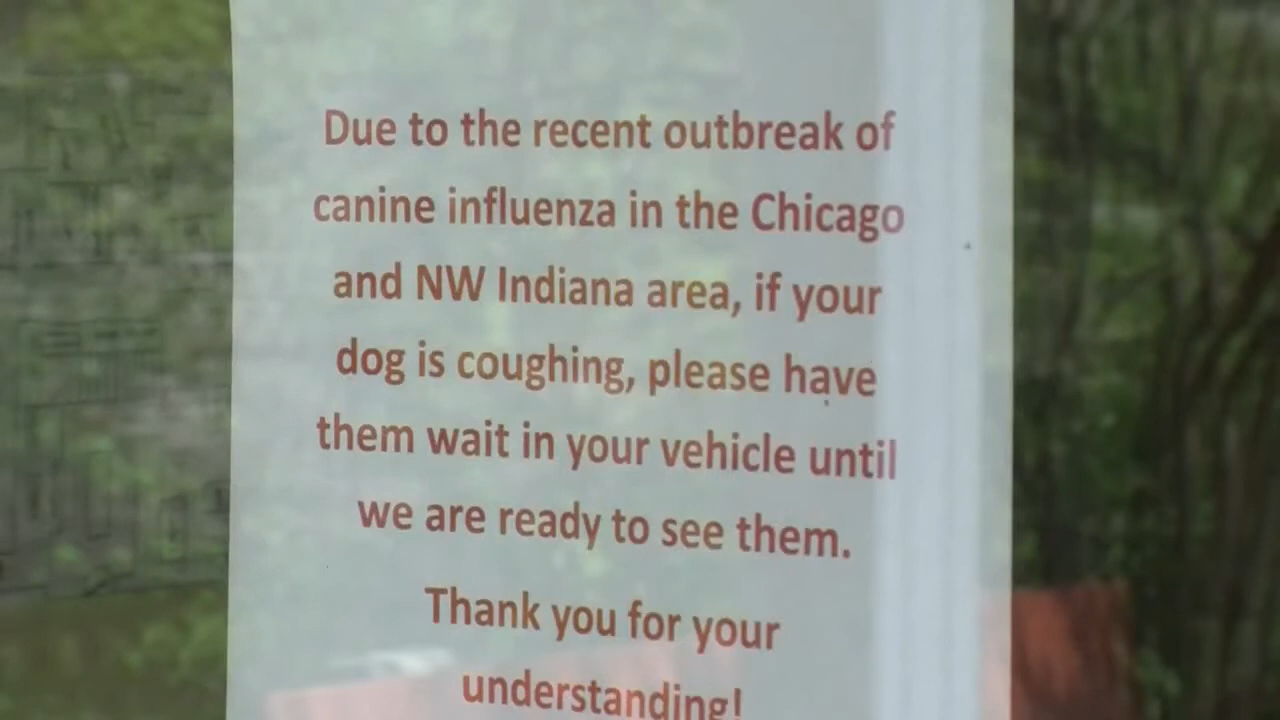 Due to the recent outbreak of
canine influenza in the Chicago
and NW Indiana area, if your
dog is coughing, please have
them wait in your vehicle until
we are ready to see them.
Thank you for your
understanding!